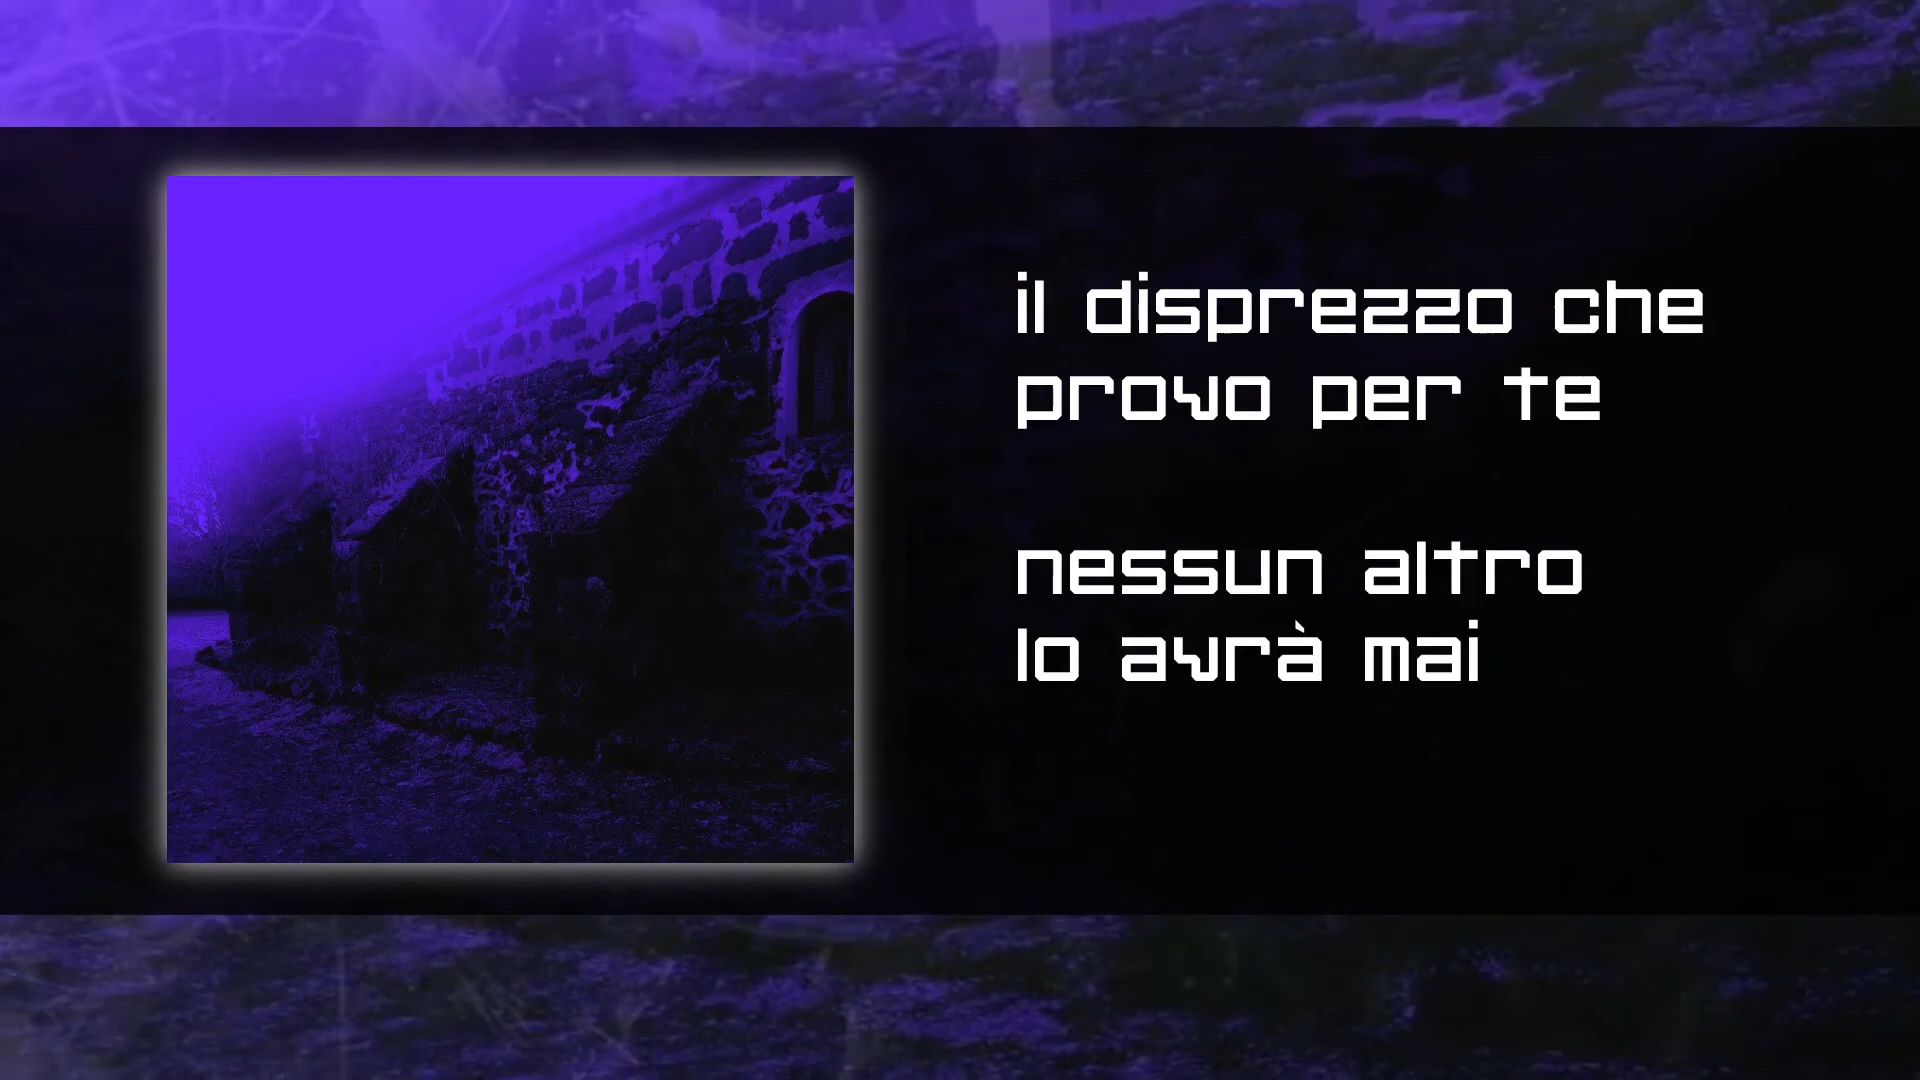 il disprezzo che
provo per te
nessun altro
lo avrà mai